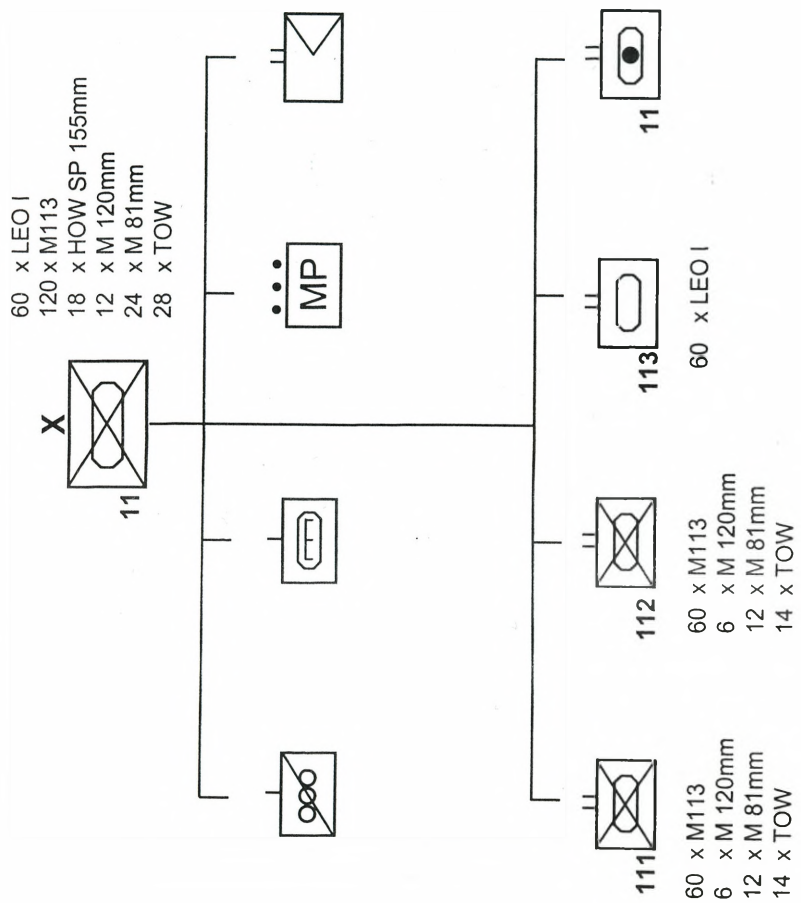 X
11
60 x LEO I
120 x M113
18 x HOW SP 155mm
12 x M 120mm
24 x M 81mm
28 x TOW
MP
111
60 x M113
6 x M 120mm
12 x M 81mm
14 x TOW
112
60 x M113
6 x M 120mm
12 x M 81mm
14 x TOW
113
60 x LEO I
11